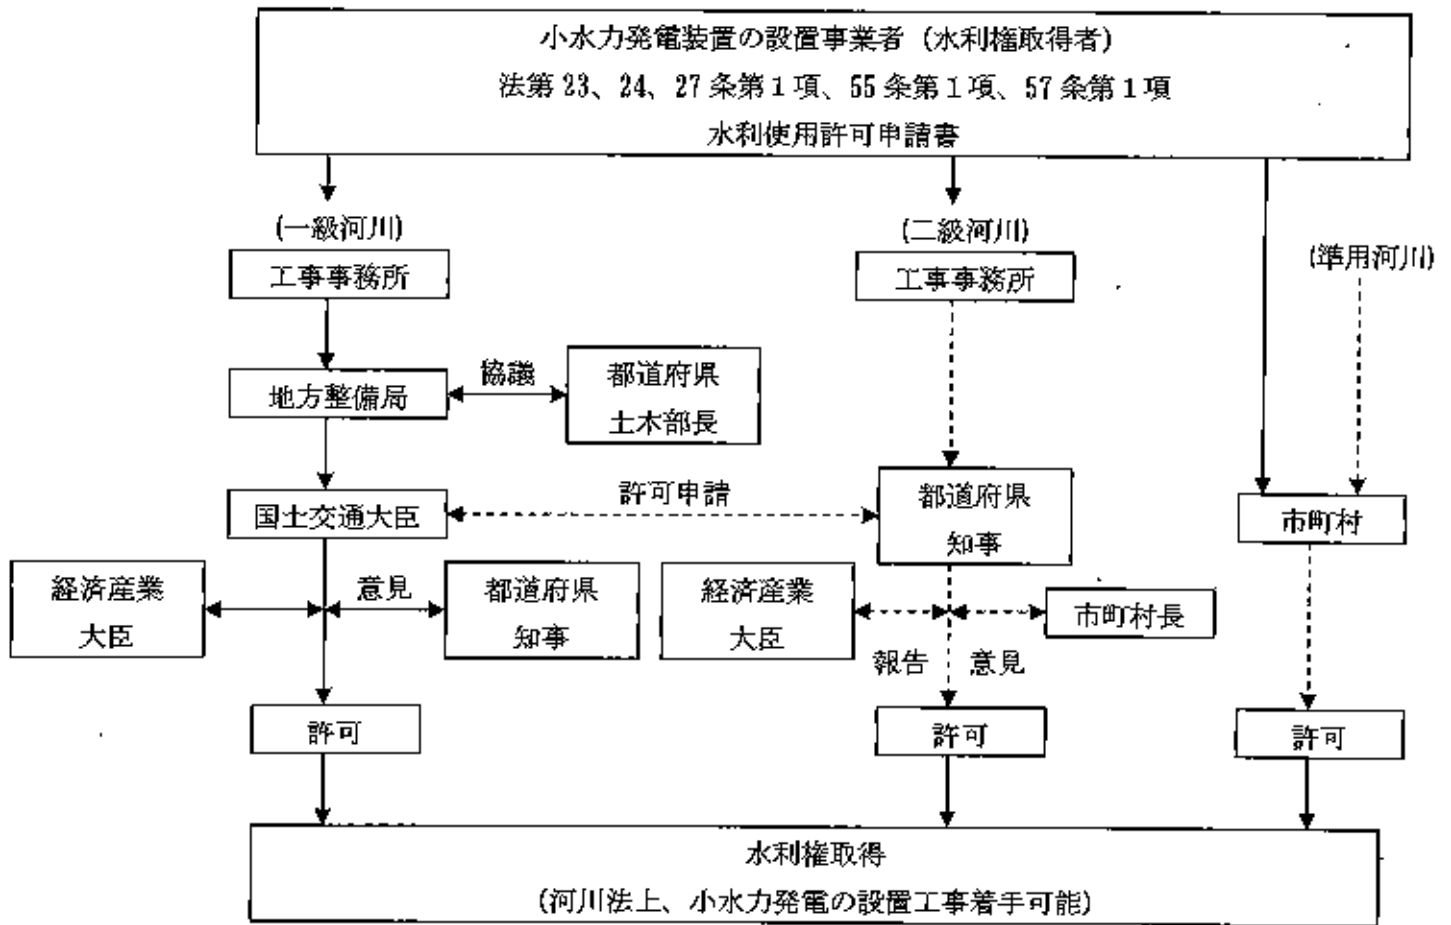 小水力発電装置の設置事業者（水利権取得者）
法第23、24、27条第1項、55条第1項、57条第1項
水利使用許可申請書
(一級河川)
(二級河川)
(準用河川)
工事事務所
工事事務所
地方整備局
協議
都道府県
土木部長
国土交通大臣
許可申請
都道府県
知事
市町村
経済産業
大臣
意見
都道府県
知事
経済産業
大臣
市町村長
報告
意見
許可
許可
許可
水利権取得
(河川法上、小水力発電の設置工事着手可能)